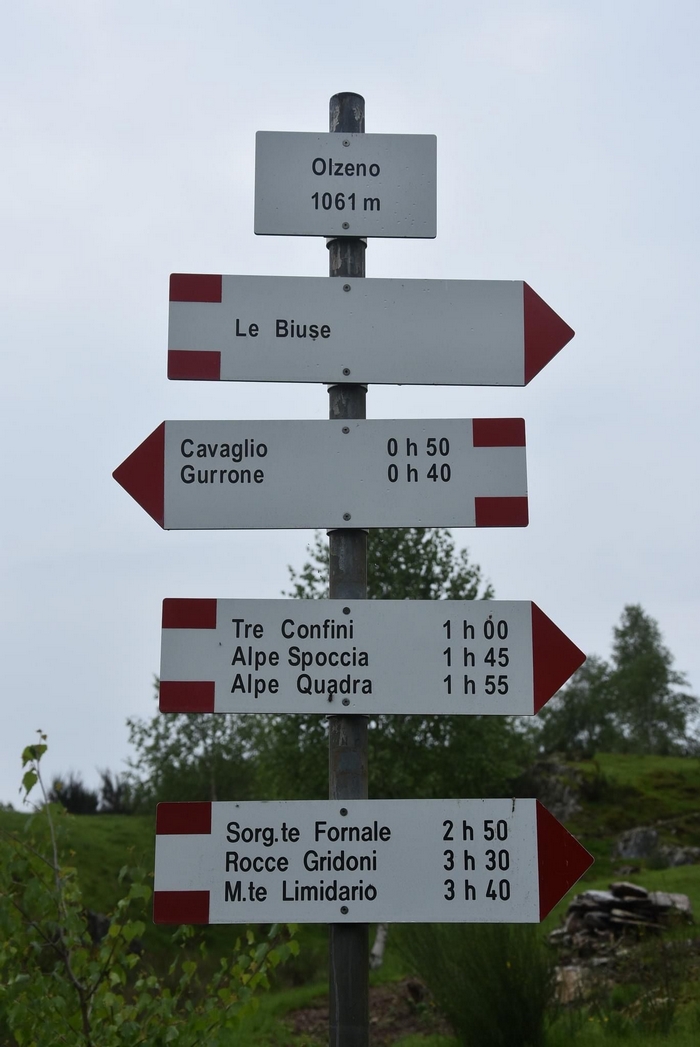 Olzeno
1061 m
Le Biuse
Cavaglio 0 h 50
Gurrone 0 h 40
Tre Confini 1 h 00
Alpe Spoccia 1 h 45
Alpe Quadra 1 h 55
Sorg.te Fornale 2 h 50
Rocce Gridoni 3 h 30
M.te Limidario 3 h 40